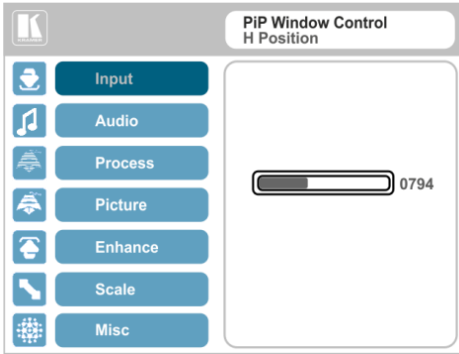 PiP Window Control
H Position
Input
Audio
Process
Picture
Enhance
Scale
Misc
0794